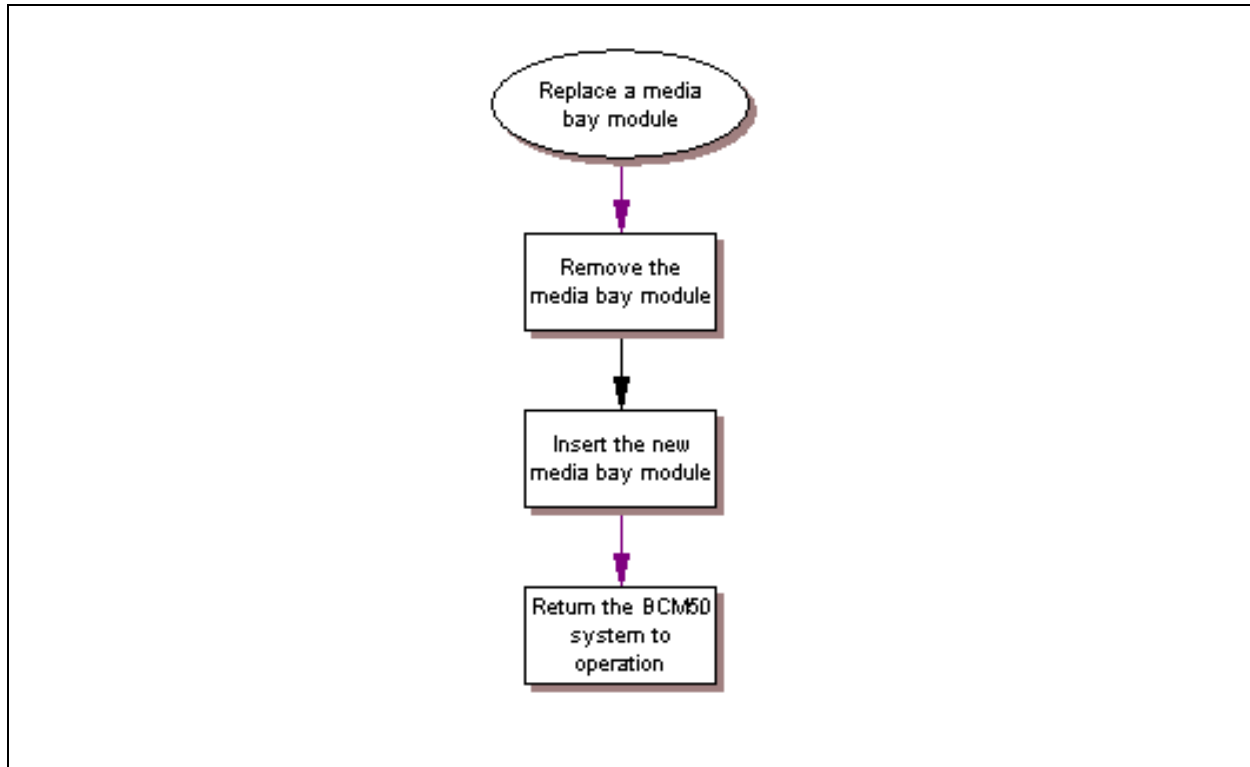 Replace a media
bay module
Remove the
media bay module
Insert the new
media bay module
Return the BCM50
system to
operation